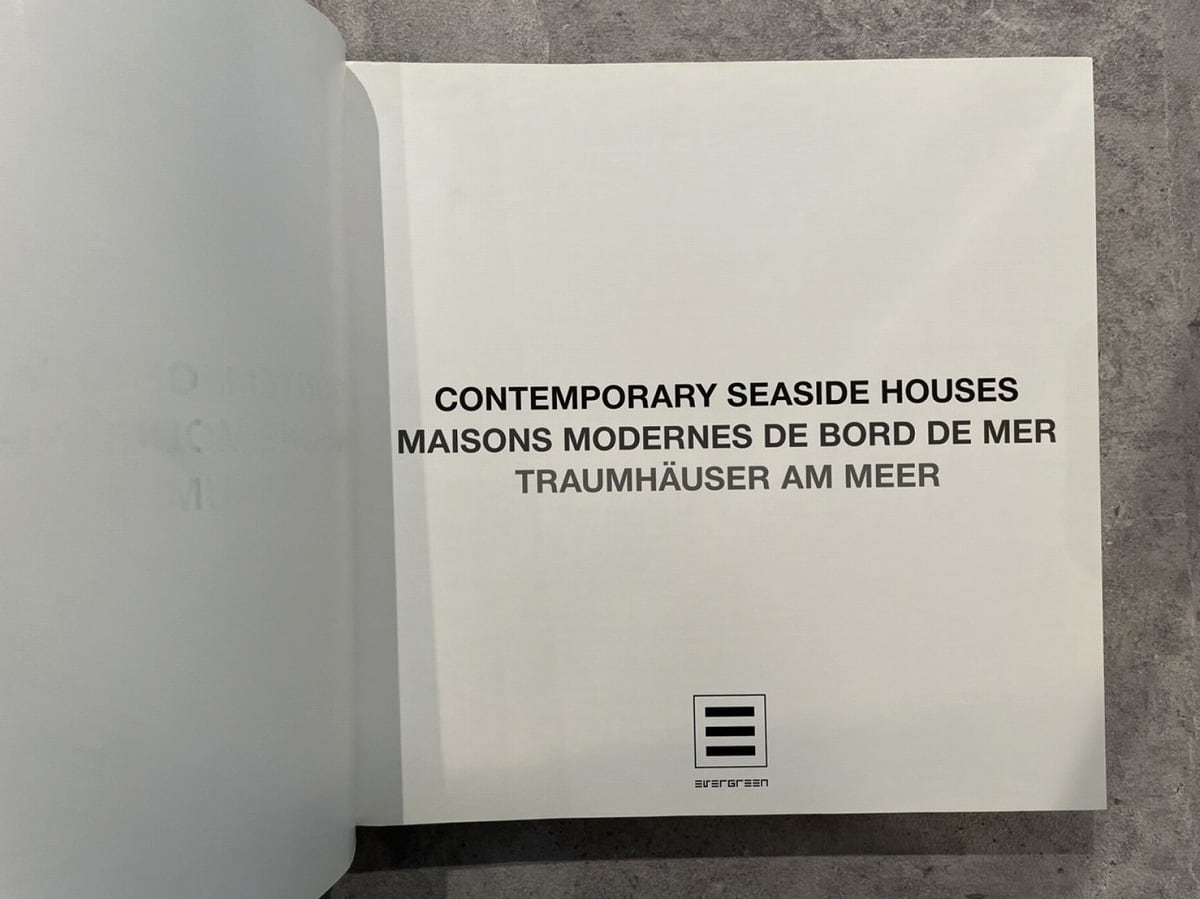 CONTEMPORARY SEASIDE HOUSES
MAISONS MODERNES DE BORD DE MER
TRAUMHÄUSER AM MEER
EVERGREEN